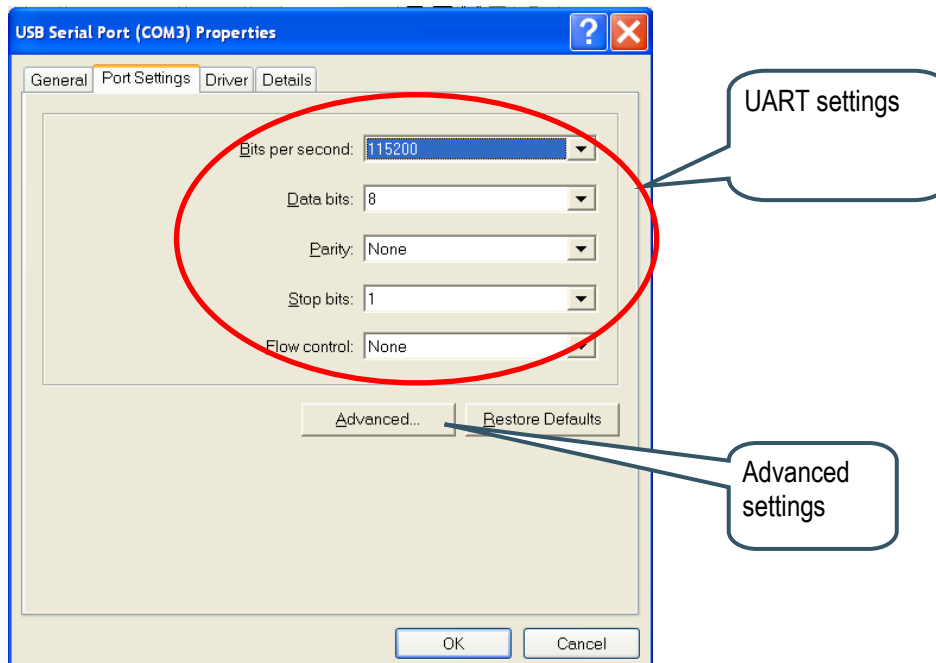 USB Serial Port (COM3) Properties
General Port Settings Driver Details
Bits per second: 115200
Data bits: 8
Parity: None
Stop bits: 1
Flow control: None
Advanced... Restore Defaults
OK Cancel
UART settings
Advanced
settings